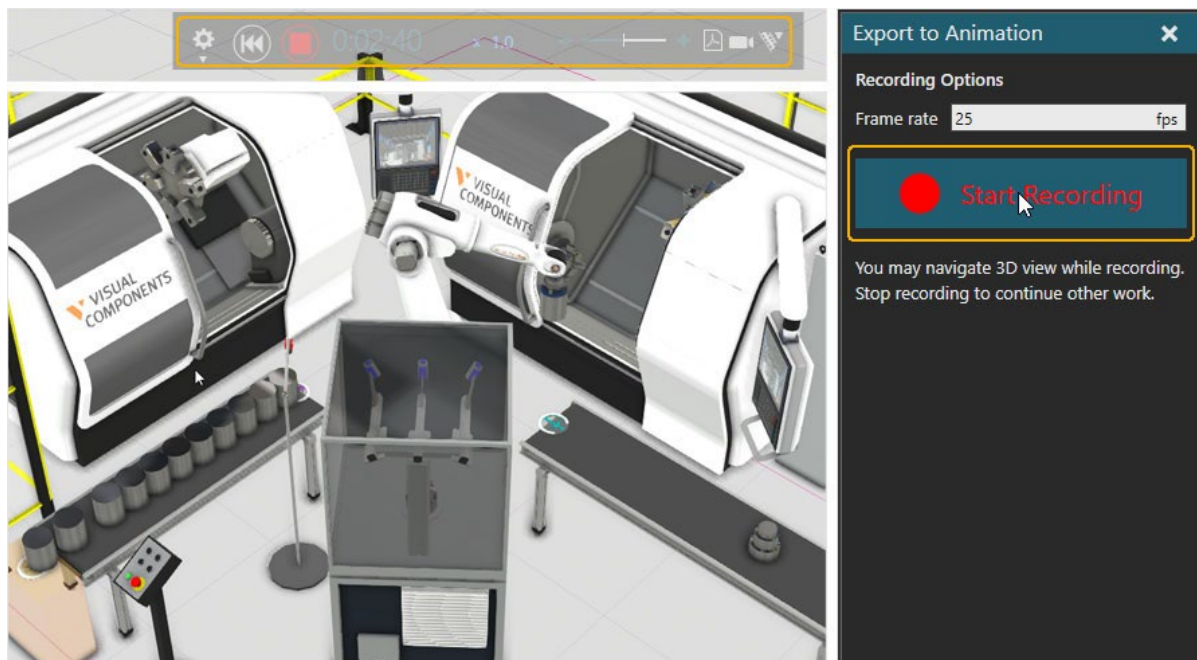 0:02:40
x 1.0
Export to Animation
Recording Options
Frame rate 25 fps
Start Recording
You may navigate 3D view while recording.
Stop recording to continue other work.
VISUAL
COMPONENTS
VISUAL
COMPONENTS